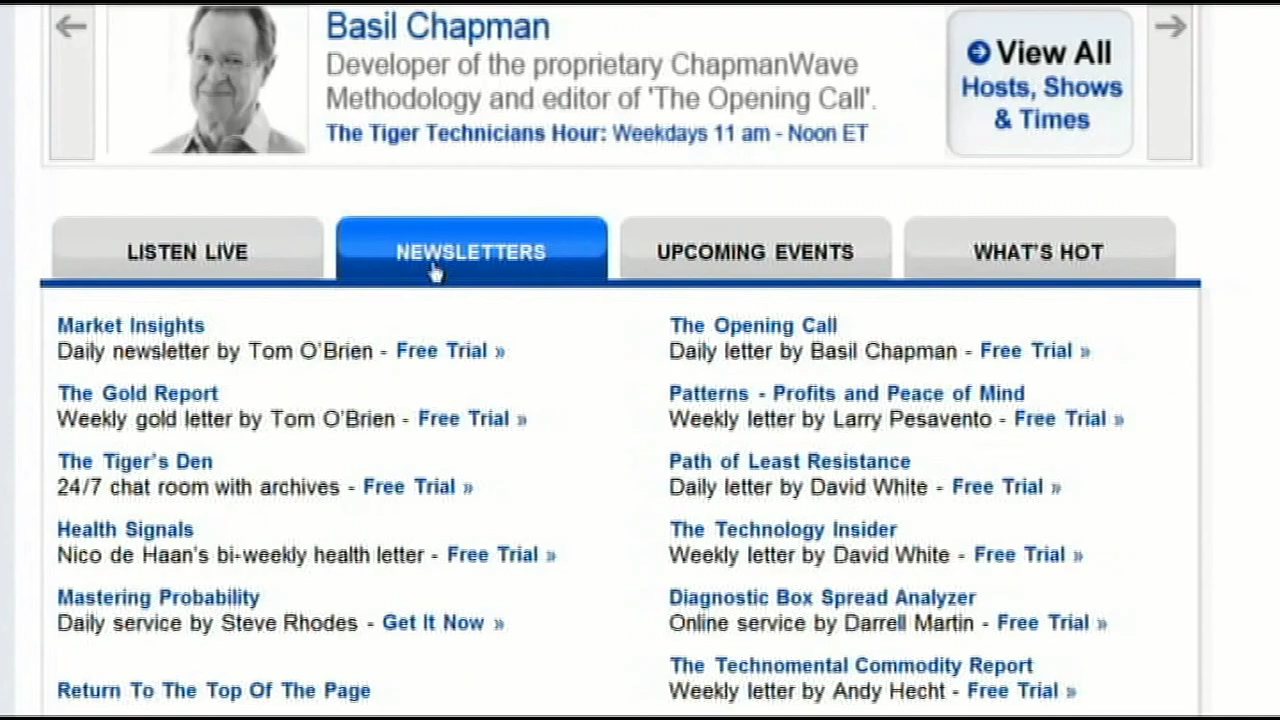 Basil Chapman
Developer of the proprietary ChapmanWave
Methodology and editor of 'The Opening Call'.
The Tiger Technicians Hour: Weekdays 11 am - Noon ET
View All
Hosts, Shows
& Times
LISTEN LIVE
NEWSLETTERS
UPCOMING EVENTS
WHAT'S HOT
Market Insights
Daily newsletter by Tom O'Brien - Free Trial »
The Gold Report
Weekly gold letter by Tom O'Brien - Free Trial »
The Tiger's Den
24/7 chat room with archives - Free Trial »
Health Signals
Nico de Haan's bi-weekly health letter - Free Trial »
Mastering Probability
Daily service by Steve Rhodes - Get It Now »
Return To The Top Of The Page
The Opening Call
Daily letter by Basil Chapman - Free Trial »
Patterns - Profits and Peace of Mind
Weekly letter by Larry Pesavento - Free Trial »
Path of Least Resistance
Daily letter by David White - Free Trial »
The Technology Insider
Weekly letter by David White - Free Trial »
Diagnostic Box Spread Analyzer
Online service by Darrell Martin - Free Trial »
The Technomental Commodity Report
Weekly letter by Andy Hecht - Free Trial »